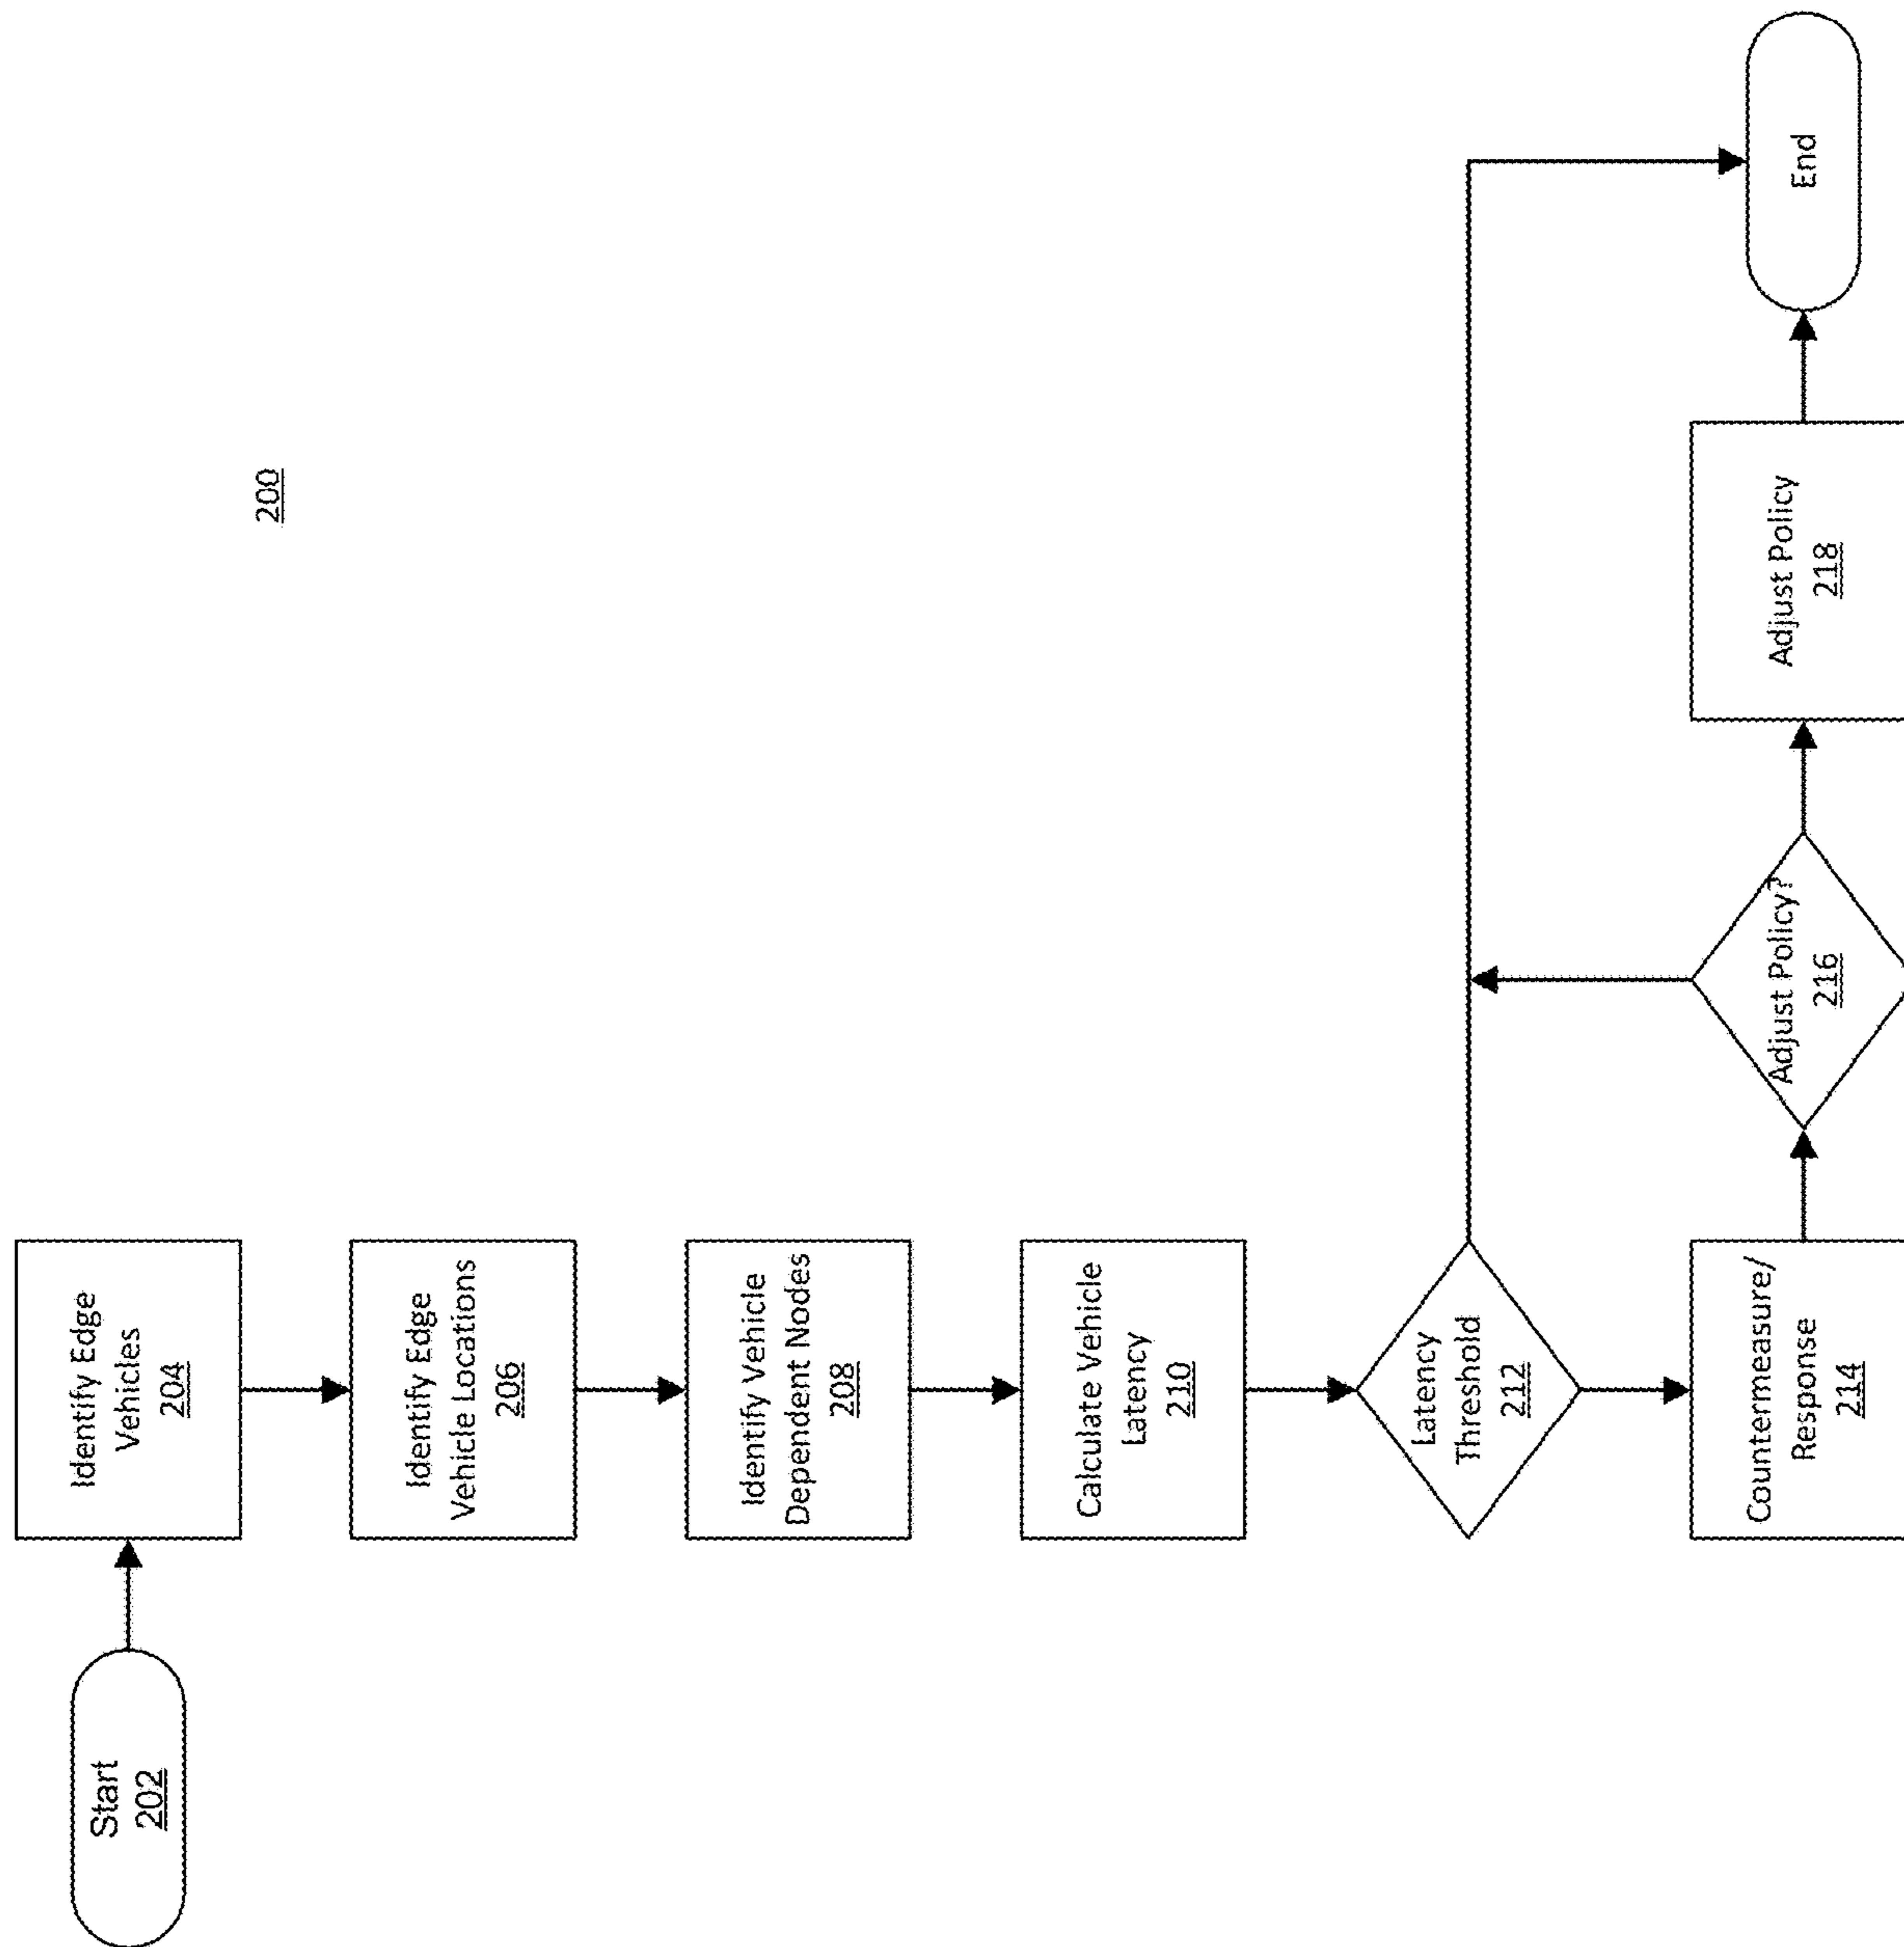 200
Start
202
Identify Edge
Vehicles
204
Identify Edge
Vehicle Locations
206
Identify Vehicle
Dependent Nodes
208
Calculate Vehicle
Latency
210
Latency
Threshold
212
Countermeasure/
Response
214
Adjust Policy?
216
Adjust Policy
218
End